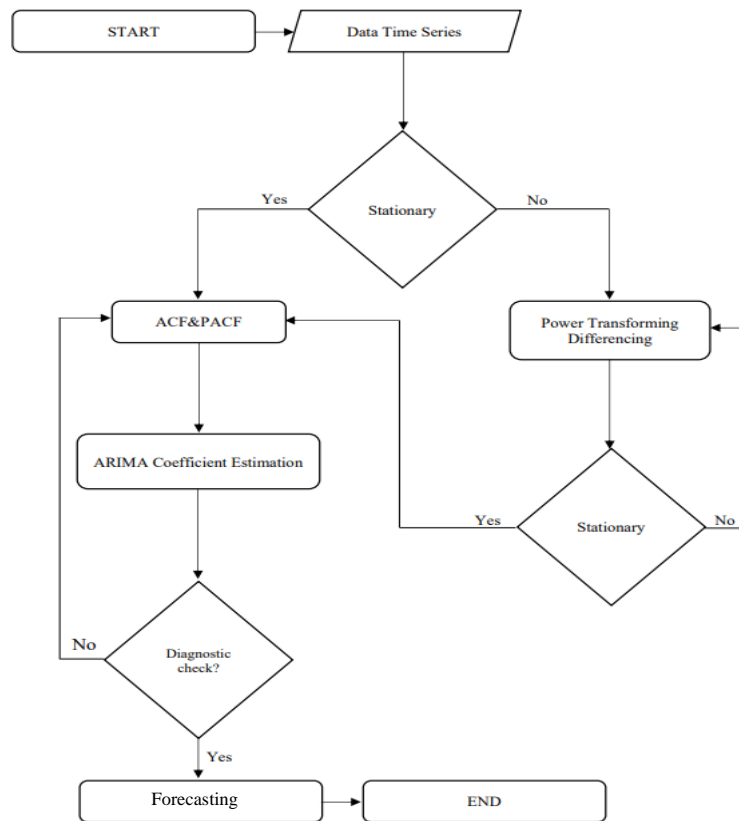 START
Data Time Series
Stationary
Yes
No
ACF&PACF
Power Transforming
Differencing
ARIMA Coefficient Estimation
Stationary
Yes
No
Diagnostic
check?
No
Yes
Forecasting
END